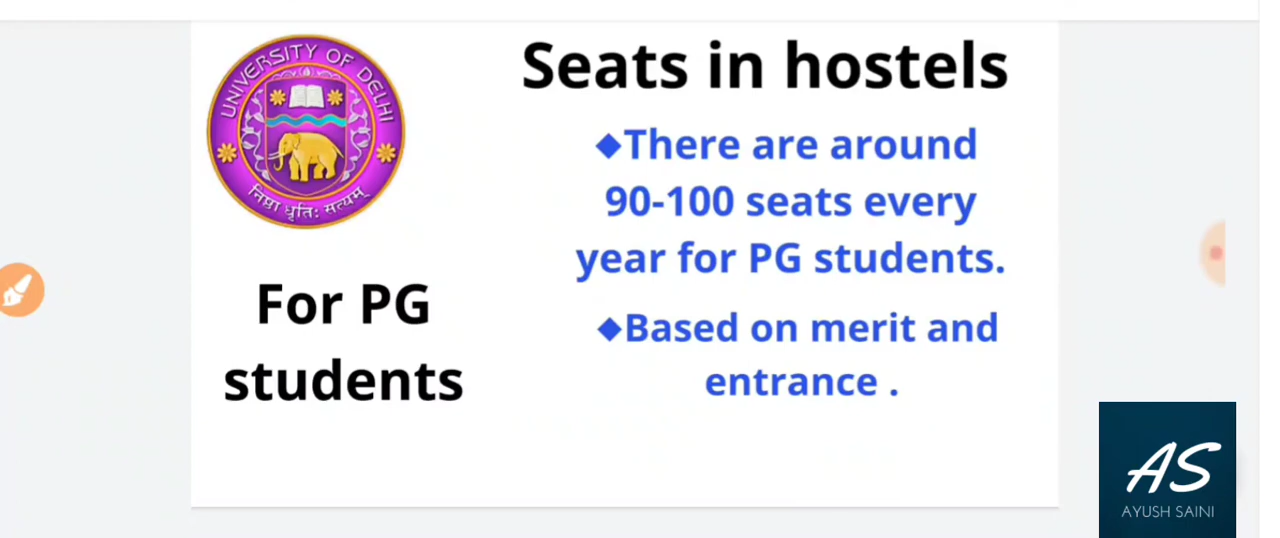 UNIVERSITY OF DELHI
निष्ठा धृतिः सत्यम्
For PG
students
Seats in hostels
◆There are around
90-100 seats every
year for PG students.
◆Based on merit and
entrance .
AS
AYUSH SAINI